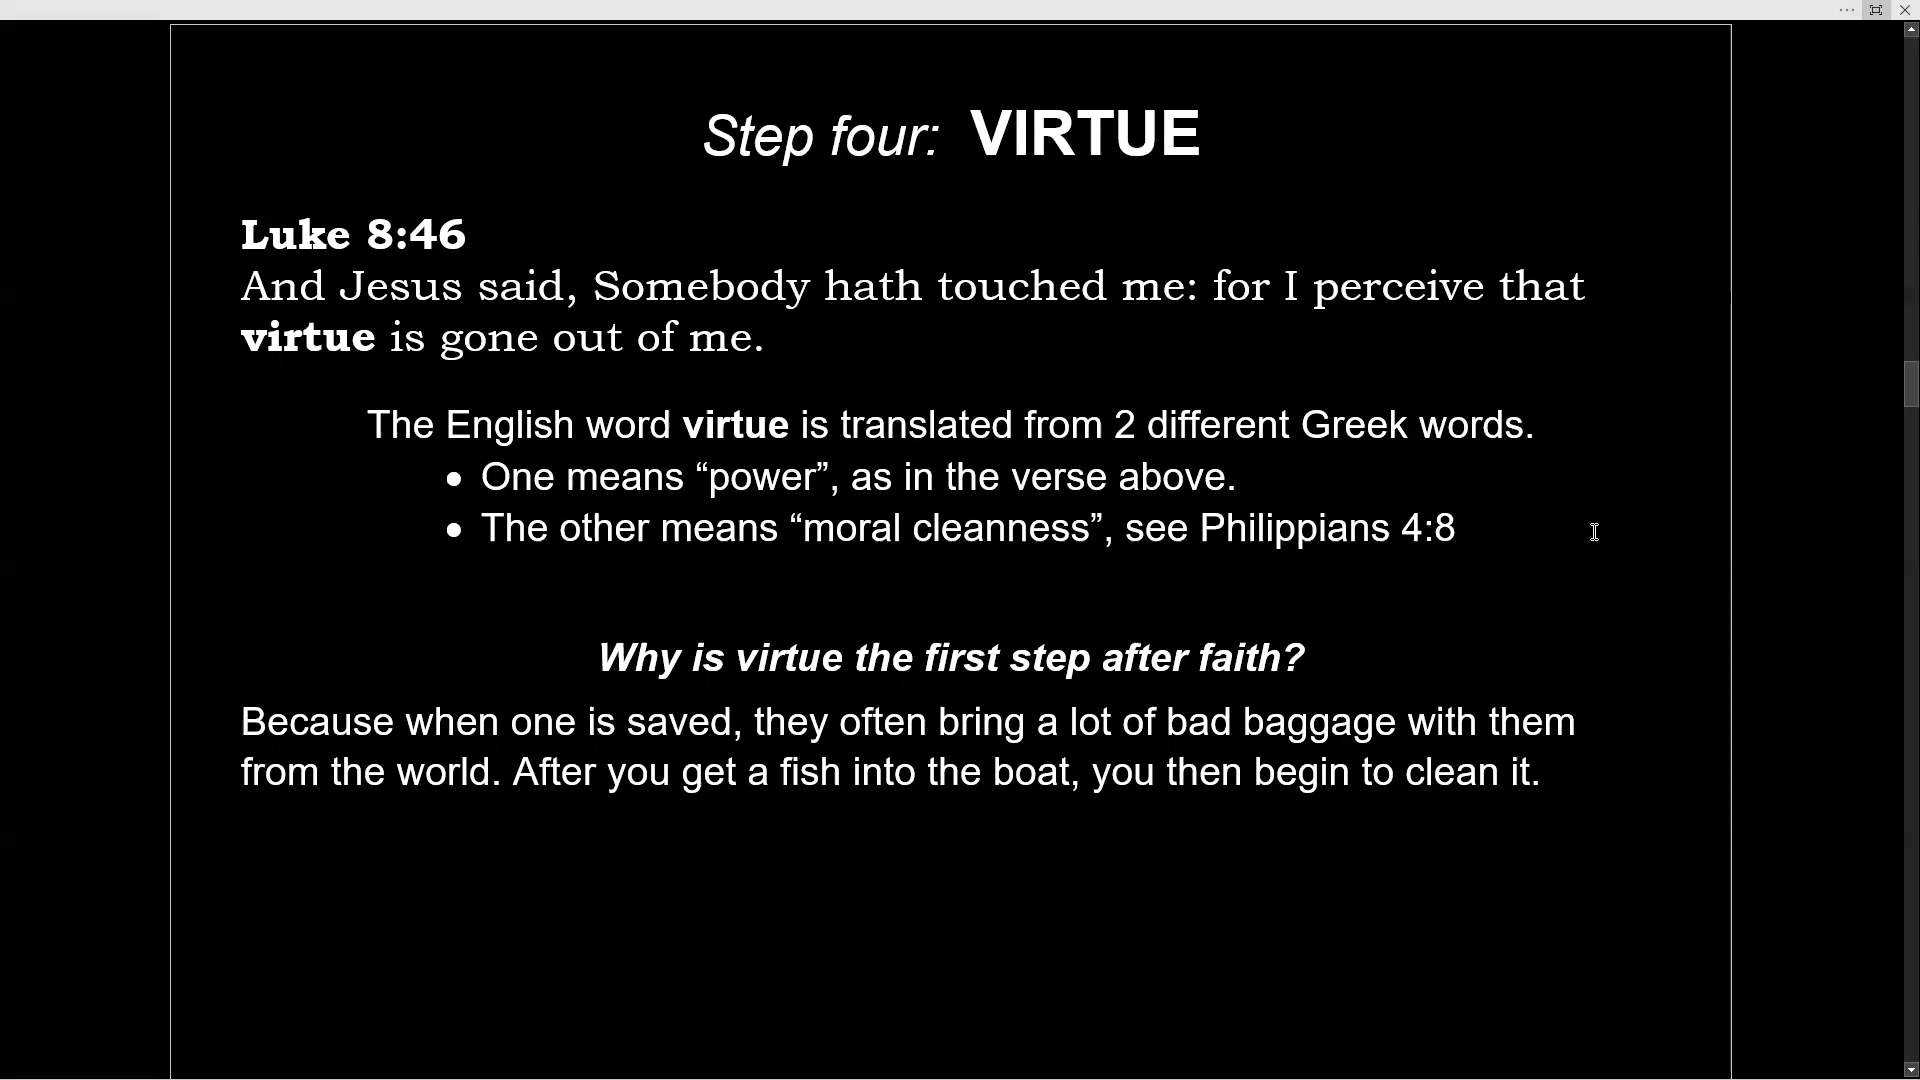 Step four: VIRTUE
Luke 8:46
And Jesus said, Somebody hath touched me: for I perceive that
virtue is gone out of me.
The English word virtue is translated from 2 different Greek words.
• One means “power”, as in the verse above.
• The other means “moral cleanness”, see Philippians 4:8
Why is virtue the first step after faith?
Because when one is saved, they often bring a lot of bad baggage with them
from the world. After you get a fish into the boat, you then begin to clean it.